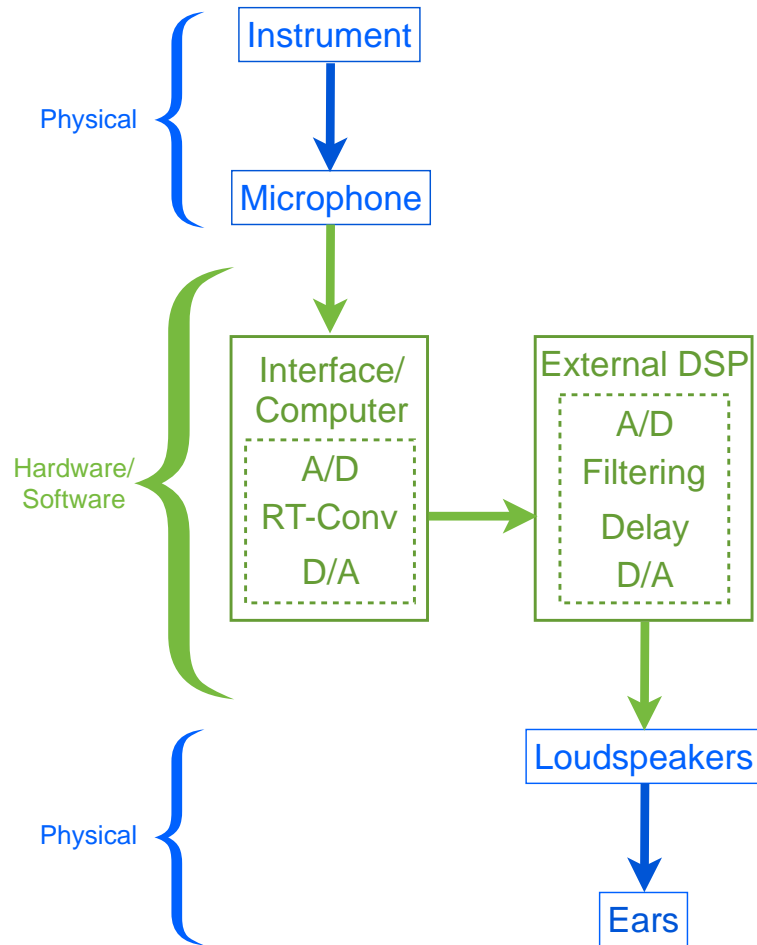 Instrument
Physical
Microphone
Interface/
Computer
A/D
RT-Conv
D/A
External DSP
A/D
Filtering
Delay
D/A
Hardware/
Software
Loudspeakers
Physical
Ears